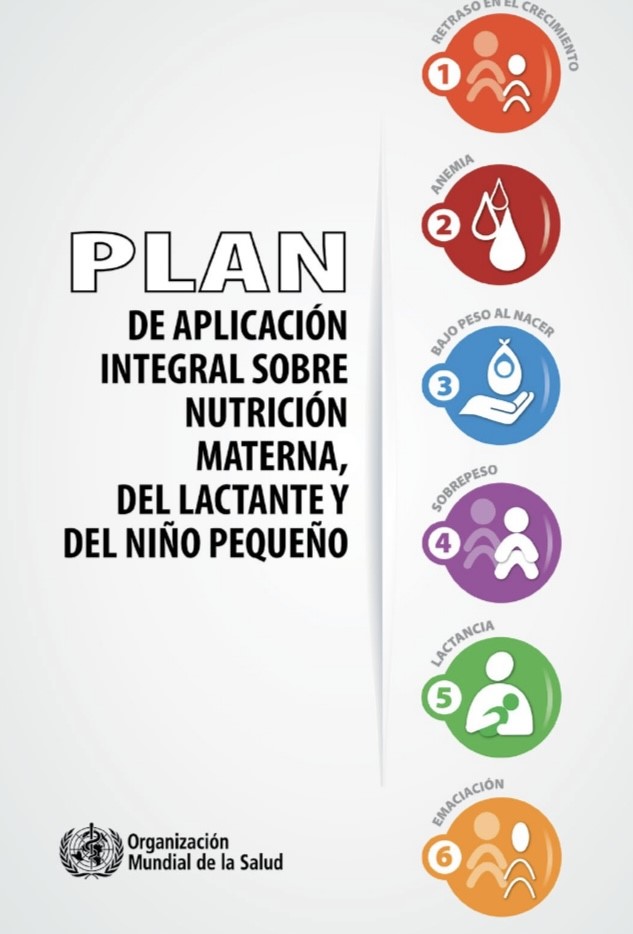 PLAN
DE APLICACIÓN
INTEGRAL SOBRE
NUTRICIÓN
MATERNA,
DEL LACTANTE Y
DEL NIÑO PEQUEÑO
RETRASO EN EL CRECIMIENTO
1
ANEMIA
2
BAJO PESO AL NACER
3
SOBREPESO
4
LACTANCIA
5
EMACIACIÓN
6
Organización
Mundial de la Salud